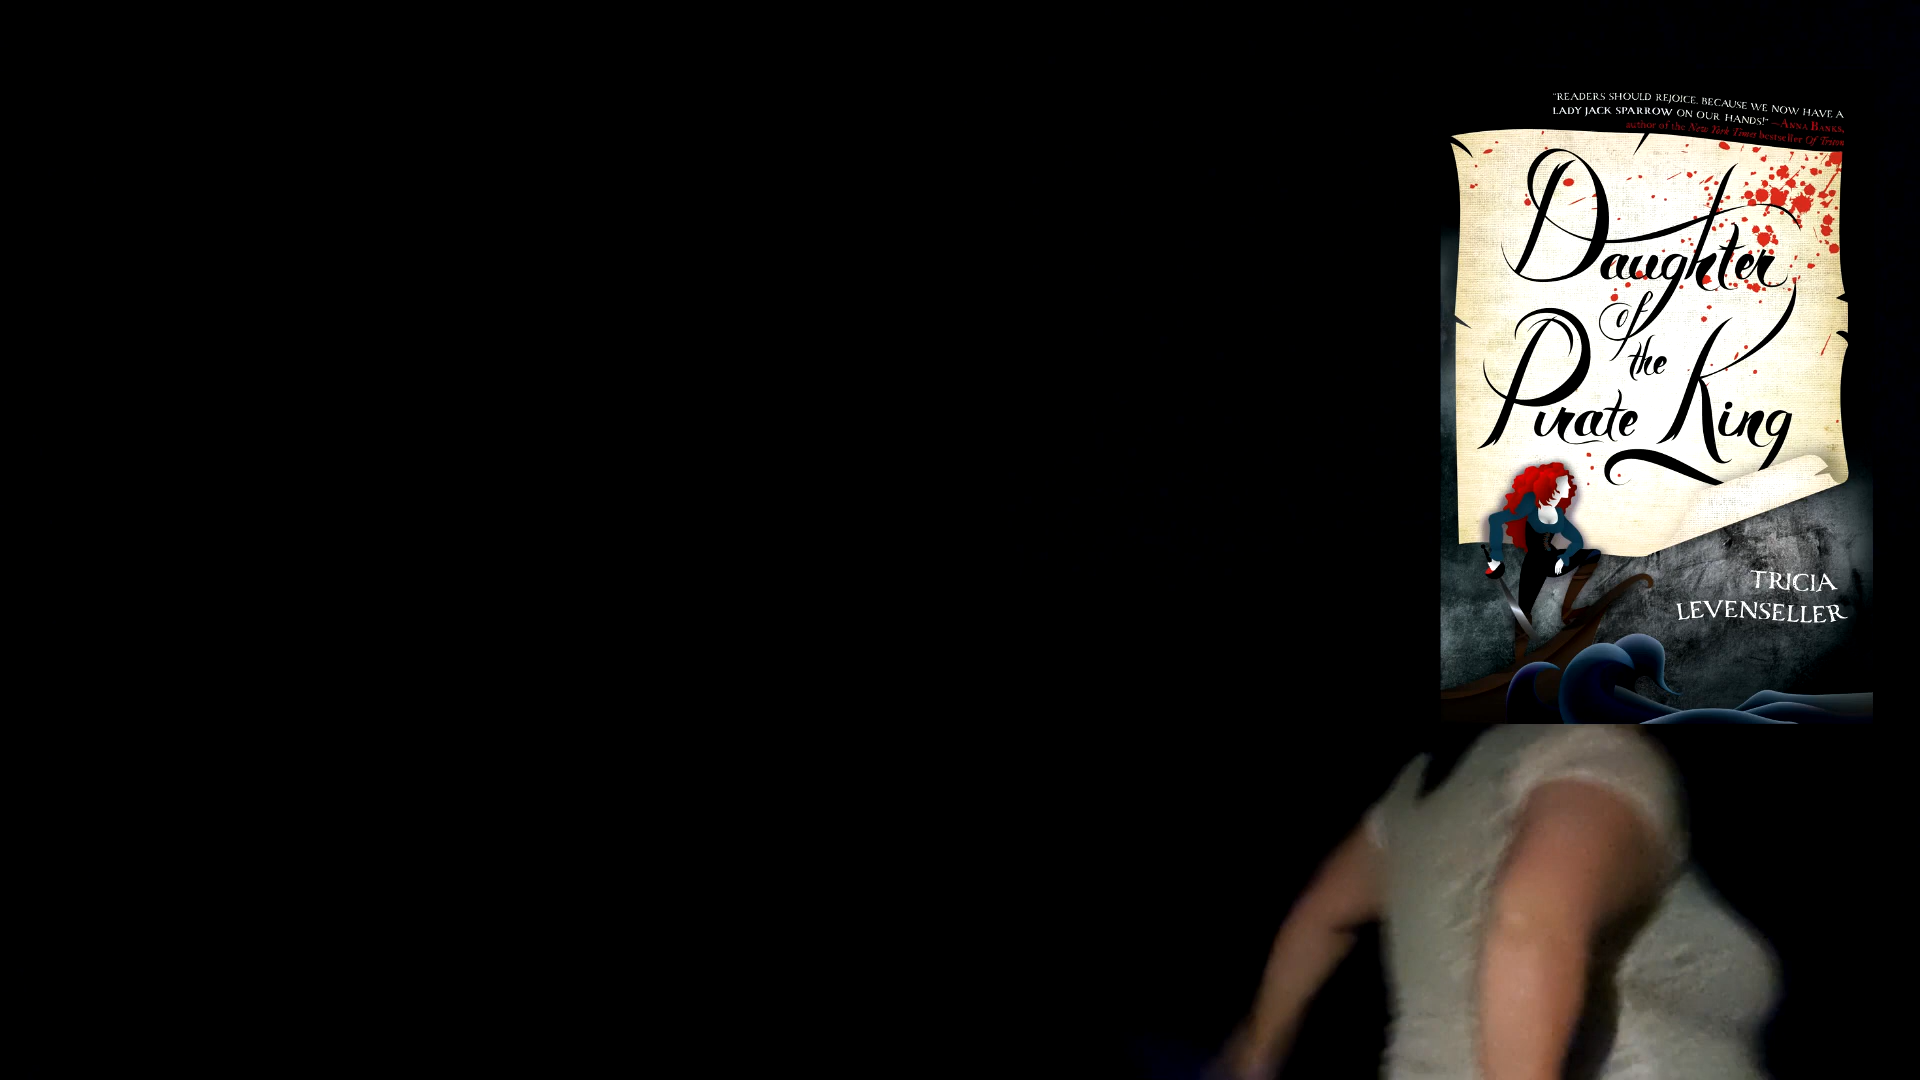 "READERS SHOULD REJOICE, BECAUSE WE NOW HAVE A
LADY JACK SPARROW ON OUR HANDS!" —ANNA BANKS,
author of the New York Times bestseller Of Triton
Daughter
of
the
Pirate King
TRICIA
LEVENSELLER